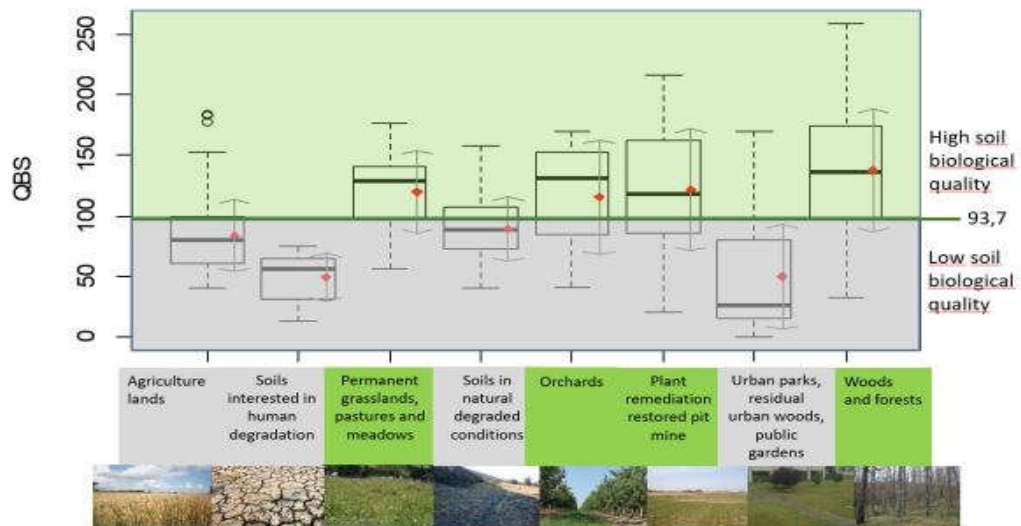 250
200
150
100
50
0
QBS
High soil
biological
quality
93,7
Low soil
biological
quality
Agriculture
lands
Soils
interested in
human
degradation
Permanent
grasslands,
pastures and
meadows
Soils in
natural
degraded
conditions
Orchards
Plant
remediation
restored pit
mine
Urban parks,
residual
urban woods,
public
gardens
Woods
and forests